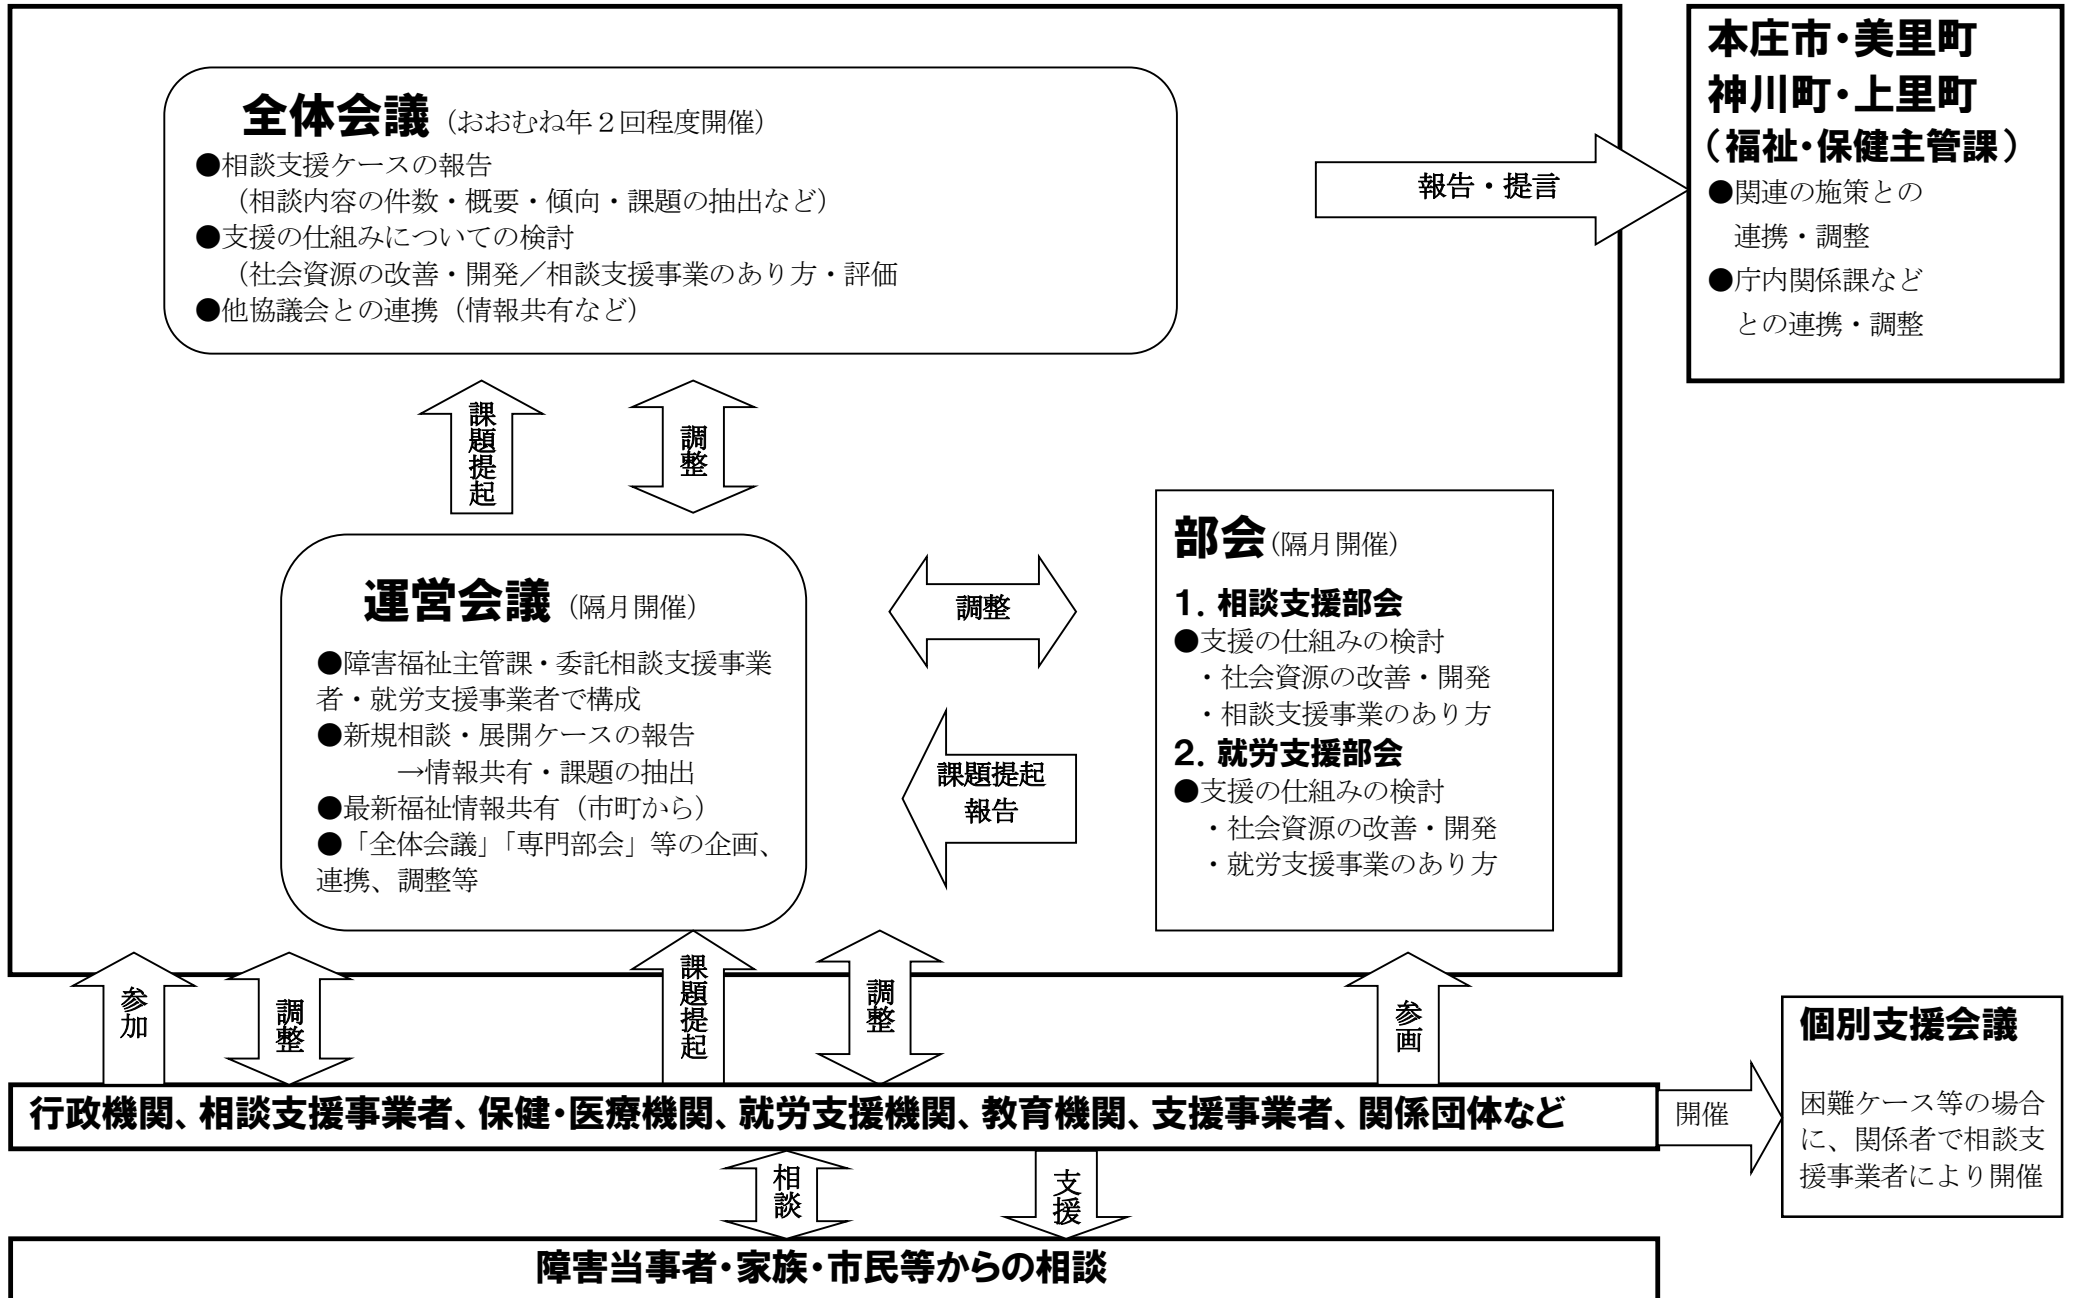 全体会議（おおむね年２回程度開催）
●相談支援ケースの報告
（相談内容の件数・概要・傾向・課題の抽出など）
●支援の仕組みについての検討
（社会資源の改善・開発／相談支援事業のあり方・評価
●他協議会との連携（情報共有など）
報告・提言
本庄市・美里町
神川町・上里町
（福祉・保健主管課）
●関連の施策との
連携・調整
●庁内関係課など
との連携・調整
課題提起
調整
運営会議（隔月開催）
●障害福祉主管課・委託相談支援事業
者・就労支援事業者で構成
●新規相談・展開ケースの報告
→情報共有・課題の抽出
●最新福祉情報共有（市町から）
●「全体会議」「専門部会」等の企画、
連携、調整等
調整
課題提起
報告
部会（隔月開催）
1．相談支援部会
●支援の仕組みの検討
・社会資源の改善・開発
・相談支援事業のあり方
2．就労支援部会
●支援の仕組みの検討
・社会資源の改善・開発
・就労支援事業のあり方
参加
調整
課題提起
調整
参画
行政機関、相談支援事業者、保健・医療機関、就労支援機関、教育機関、支援事業者、関係団体など
開催
個別支援会議
困難ケース等の場合
に、関係者で相談支
援事業者により開催
相談
支援
障害当事者・家族・市民等からの相談